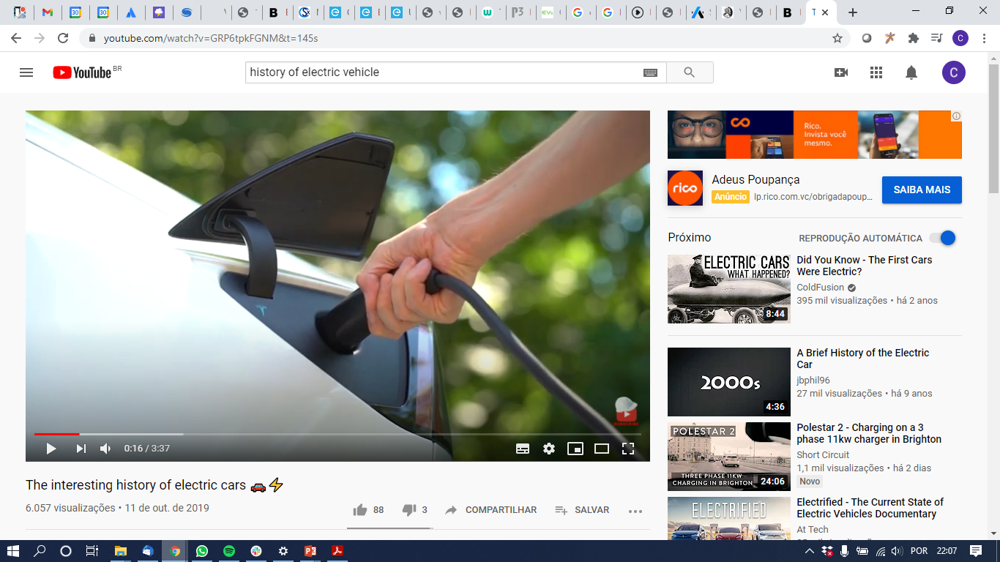 youtube.com/watch?v=GRP6tpkFGNM&t=145s
C
YouTube BR
history of electric vehicle
C
SUBSCRIBE
0:16 / 3:37
The interesting history of electric cars 🚗⚡
6.057 visualizações • 11 de out. de 2019
88
3
COMPARTILHAR
SALVAR
Rico.
Invista você
mesmo.
rico
Adeus Poupança
Anúncio
lp.rico.com.vc/obrigadapoup...
SAIBA MAIS
Próximo
REPRODUÇÃO AUTOMÁTICA
ELECTRIC CARS
WHAT HAPPENED?
8:44
Did You Know - The First Cars
Were Electric?
ColdFusion
395 mil visualizações • há 2 anos
2000s
4:36
A Brief History of the Electric
Car
jbphil96
27 mil visualizações • há 9 anos
POLESTAR 2
THREE PHASE 11KW
CHARGING IN BRIGHTON
24:06
Polestar 2 - Charging on a 3
phase 11kw charger in Brighton
Short Circuit
1,1 mil visualizações • há 2 dias
Novo
ELECTRIFIED
Electrified - The Current State of
Electric Vehicles Documentary
At Tech
POR
22:07